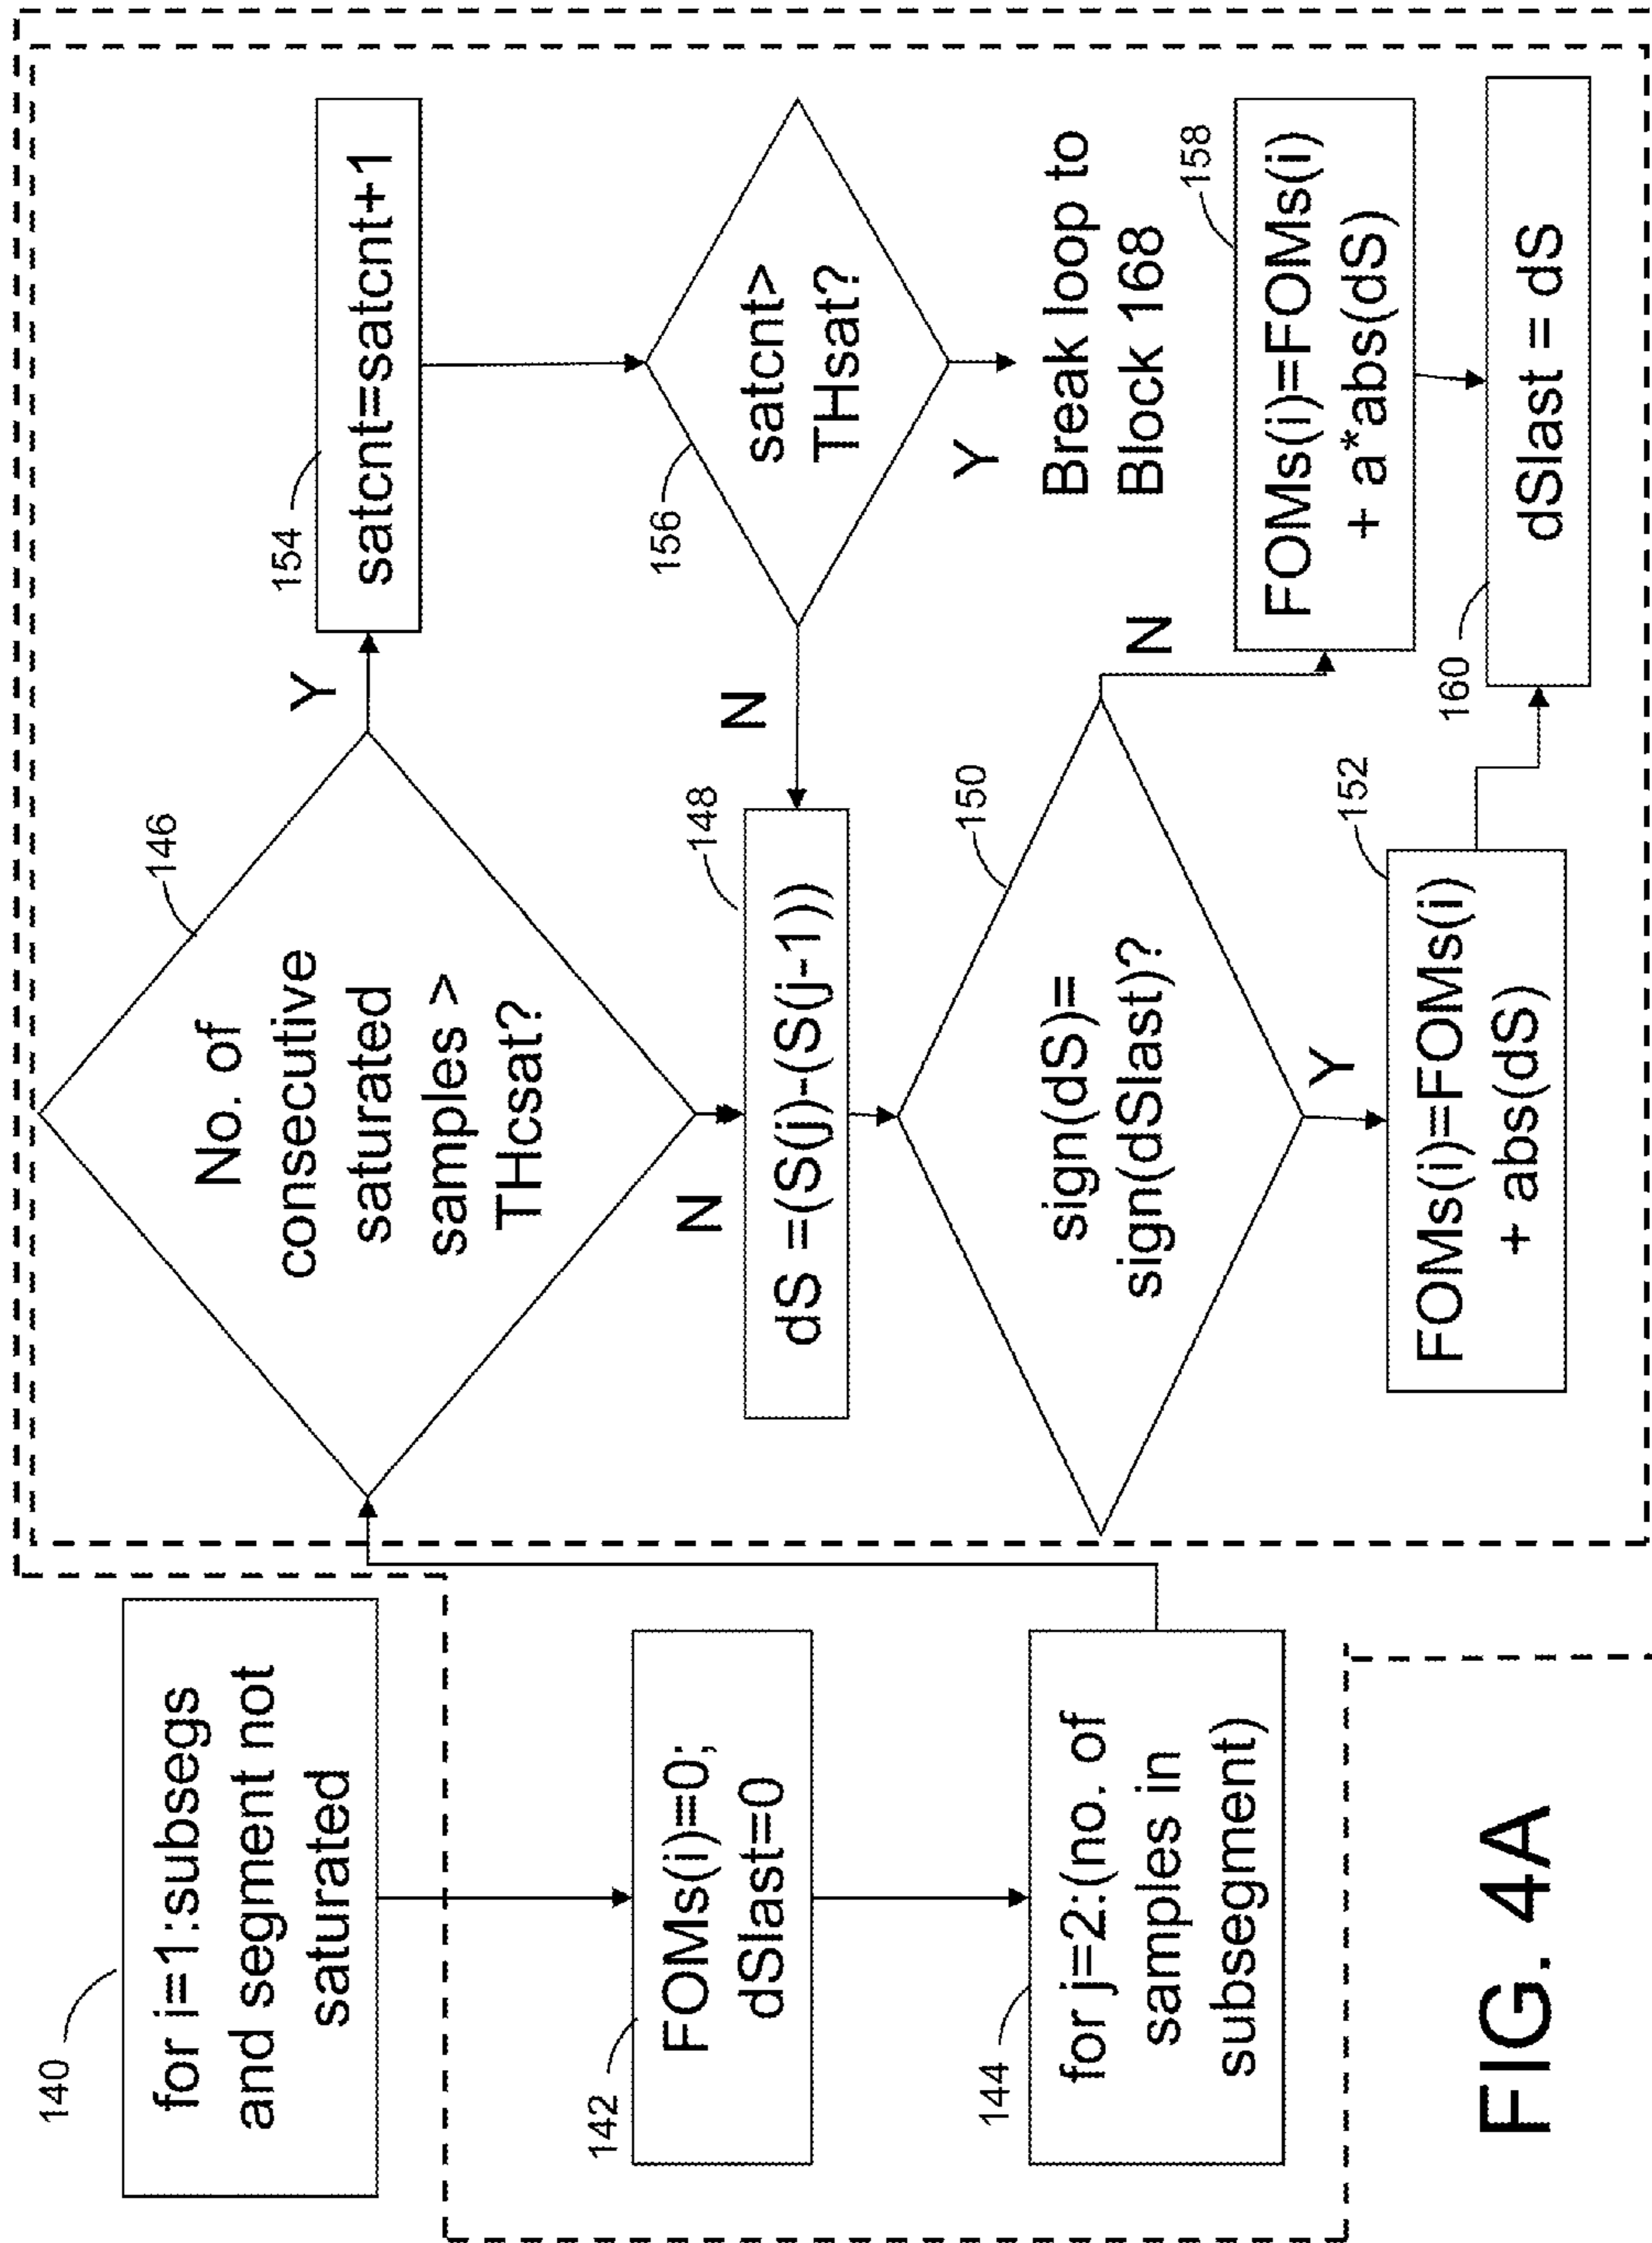 140
for i=1:subsegs
and segment not
saturated
142
FOMs(i)=0;
dSlast=0
144
for j=2:(no. of
samples in
subsegment)
146
No. of
consecutive
saturated
samples >
THcsat?
Y
N
154
satcnt=satcnt+1
156
satcnt>
THsat?
N
Y
Break loop to
Block 168
148
dS =(S(j)-(S(j-1))
150
sign(dS)=
sign(dSlast)?
N
Y
152
FOMs(i)=FOMs(i)
+ abs(dS)
158
FOMs(i)=FOMs(i)
+ a*abs(dS)
160
dSlast = dS
FIG. 4A